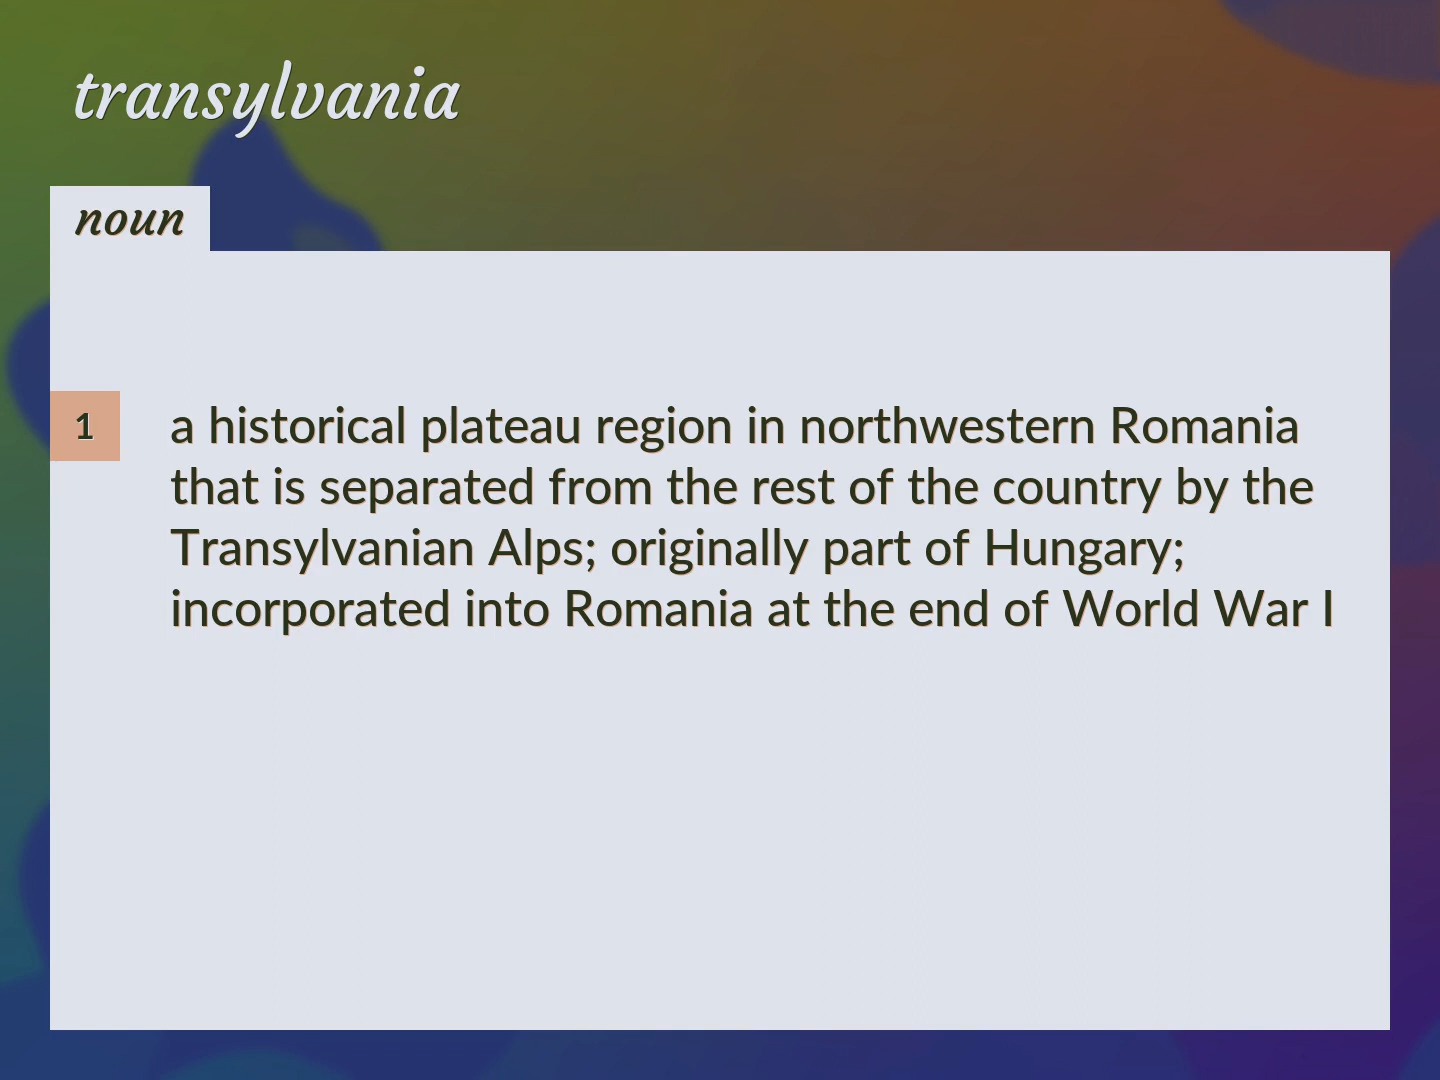 transylvania
noun
1
a historical plateau region in northwestern Romania
that is separated from the rest of the country by the
Transylvanian Alps; originally part of Hungary;
incorporated into Romania at the end of World War I